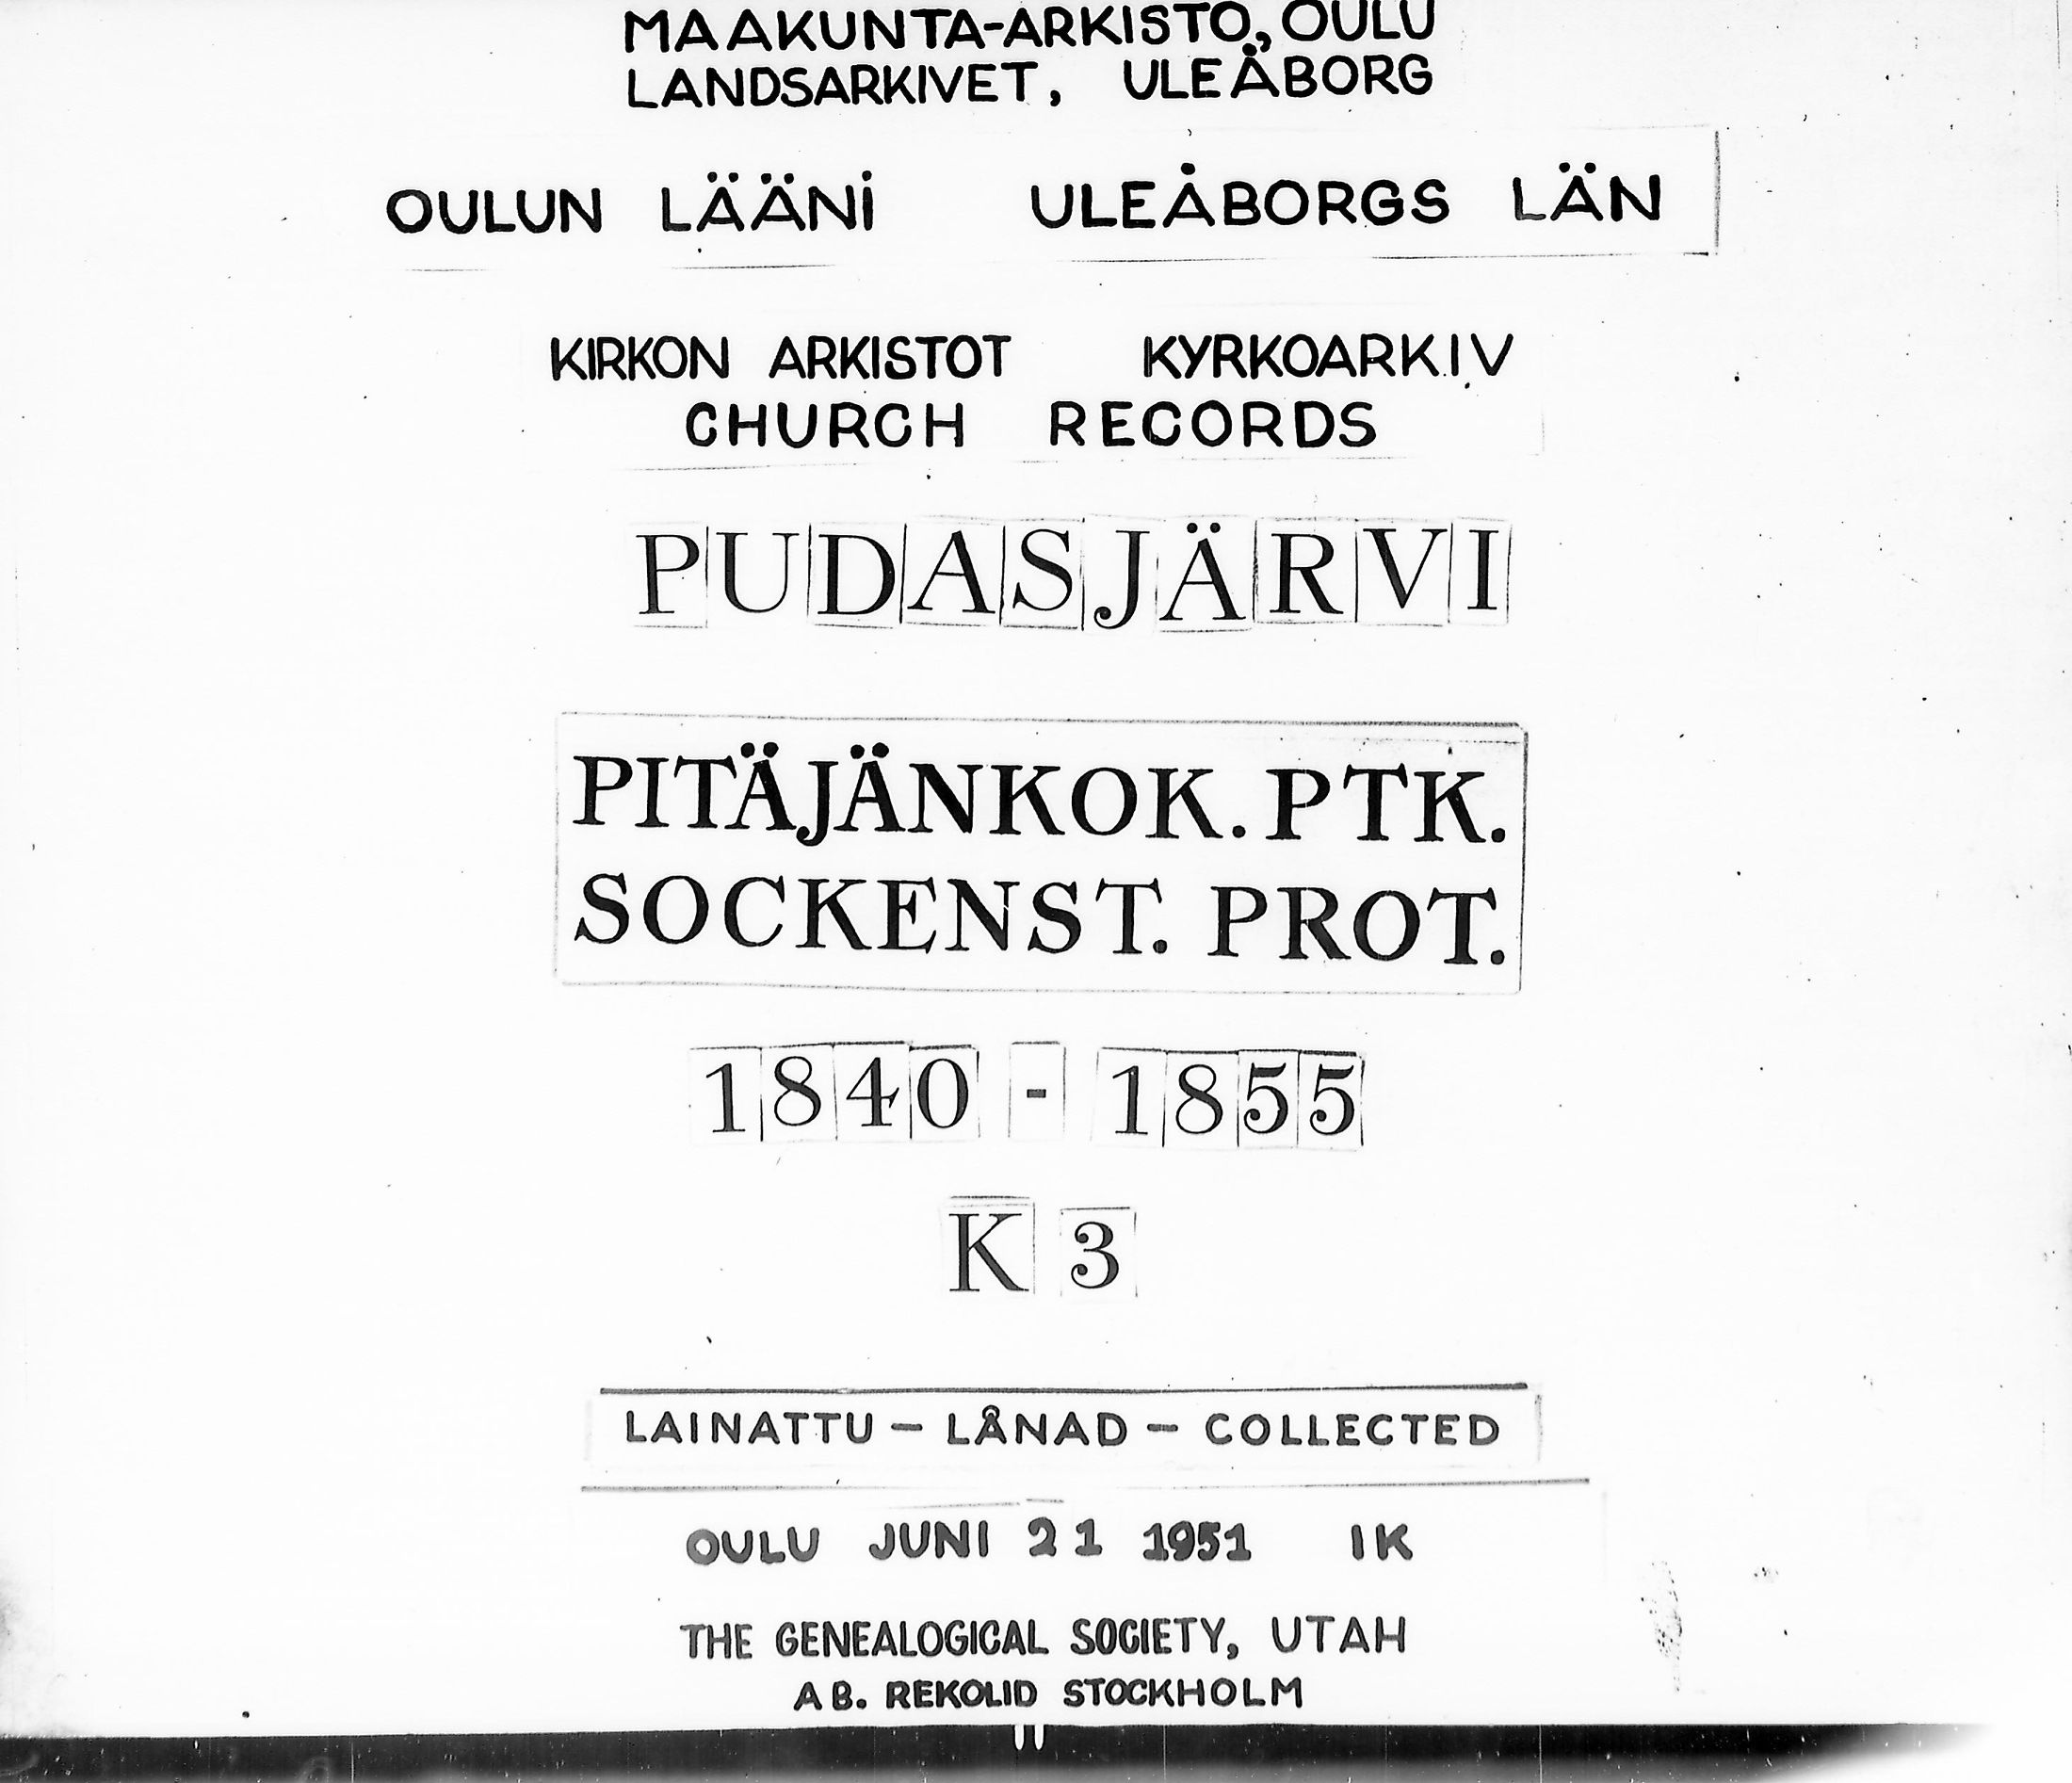 MAAKUNTA-ARKISTO, OULU
LANDSARKIVET, ULEÅBORG
OULUN LÄÄNI ULEÅBORGS LÄN
KIRKON ARKISTOT KYRKOARKIV
CHURCH RECORDS
PUDASJÄRVI
PITÄJÄNKOK. PTK.
SOCKENST. PROT.
1840 - 1855
K 3
LAINATTU - LÅNAD - COLLECTED
OULU JUNI 21 1951 IK
THE GENEALOGICAL SOCIETY, UTAH
AB. REKOLID STOCKHOLM